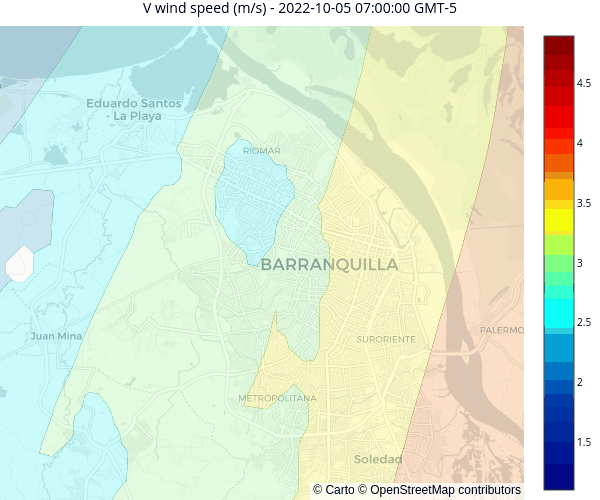 V wind speed (m/s) - 2022-10-05 07:00:00 GMT-5
Eduardo Santos
- La Playa
RIOMAR
BARRANQUILLA
Juan Mina
SURORIENTE
PALERMO
METROPOLITANA
Soledad
© Carto © OpenStreetMap contributors
4.5
4
3.5
3
2.5
2
1.5